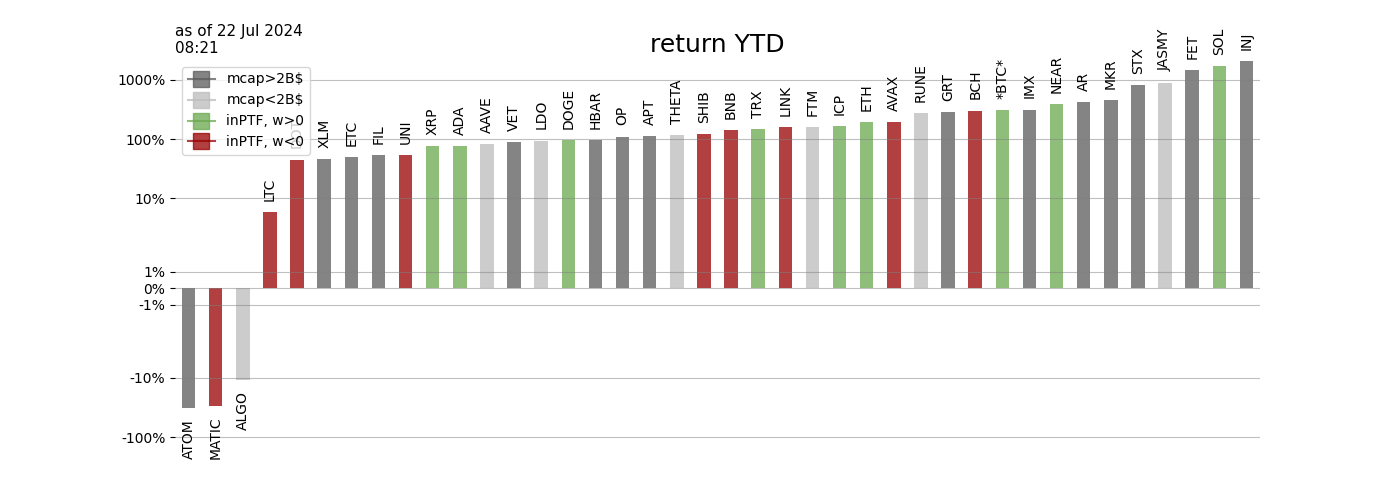 as of 22 Jul 2024
08:21
return YTD
mcap>2B$
mcap<2B$
inPTF, w>0
inPTF, w<0
1000%
100%
10%
1%
0%
-1%
-10%
-100%
ATOM
MATIC
ALGO
LTC
XLM
ETC
FIL
UNI
XRP
ADA
AAVE
VET
LDO
DOGE
HBAR
OP
APT
THETA
SHIB
BNB
TRX
LINK
FTM
ICP
ETH
AVAX
RUNE
GRT
BCH
*BTC*
IMX
NEAR
AR
MKR
STX
JASMY
FET
SOL
INJ